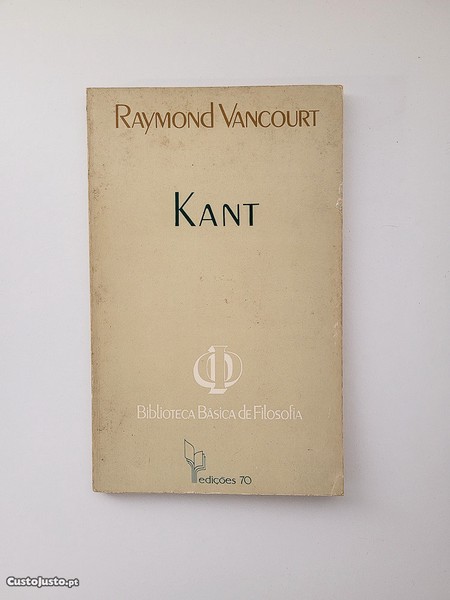 Raymond Vancourt
Kant
Biblioteca Básica de Filosofia
edições 70
CustoJusto.pt